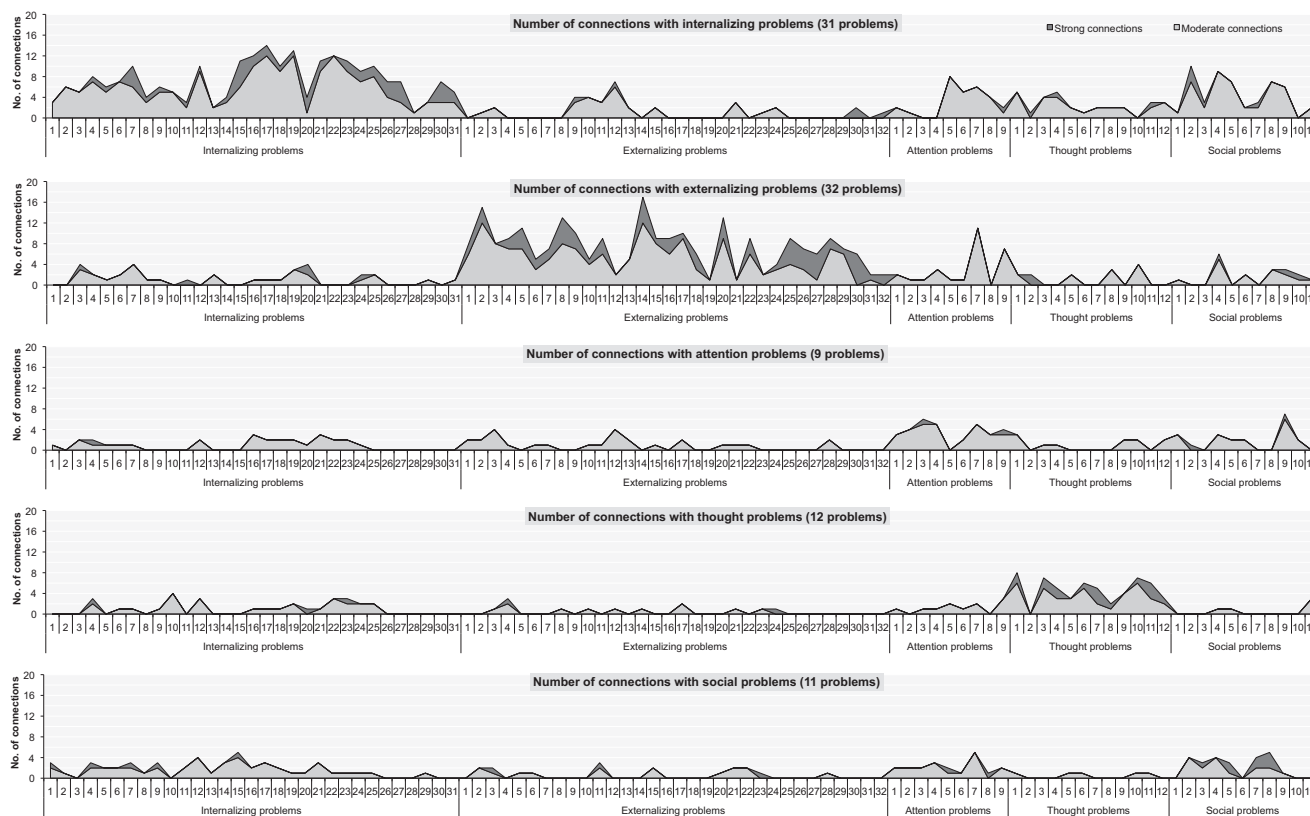 Number of connections with internalizing problems (31 problems)
Strong connections Moderate connections
No. of connections
20
16
12
8
4
0
1 2 3 4 5 6 7 8 9 10 11 12 13 14 15 16 17 18 19 20 21 22 23 24 25 26 27 28 29 30 31 1 2 3 4 5 6 7 8 9 10 11 12 13 14 15 16 17 18 19 20 21 22 23 24 25 26 27 28 29 30 31 32 1 2 3 4 5 6 7 8 9 1 2 3 4 5 6 7 8 9 10 11 12 1 2 3 4 5 6 7 8 9 10 1
Internalizing problems Externalizing problems Attention problems Thought problems Social problems
Number of connections with externalizing problems (32 problems)
No. of connections
20
16
12
8
4
0
1 2 3 4 5 6 7 8 9 10 11 12 13 14 15 16 17 18 19 20 21 22 23 24 25 26 27 28 29 30 31 1 2 3 4 5 6 7 8 9 10 11 12 13 14 15 16 17 18 19 20 21 22 23 24 25 26 27 28 29 30 31 32 1 2 3 4 5 6 7 8 9 1 2 3 4 5 6 7 8 9 10 11 12 1 2 3 4 5 6 7 8 9 10 1
Internalizing problems Externalizing problems Attention problems Thought problems Social problems
Number of connections with attention problems (9 problems)
No. of connections
20
16
12
8
4
0
1 2 3 4 5 6 7 8 9 10 11 12 13 14 15 16 17 18 19 20 21 22 23 24 25 26 27 28 29 30 31 1 2 3 4 5 6 7 8 9 10 11 12 13 14 15 16 17 18 19 20 21 22 23 24 25 26 27 28 29 30 31 32 1 2 3 4 5 6 7 8 9 1 2 3 4 5 6 7 8 9 10 11 12 1 2 3 4 5 6 7 8 9 10 1
Internalizing problems Externalizing problems Attention problems Thought problems Social problems
Number of connections with thought problems (12 problems)
No. of connections
20
16
12
8
4
0
1 2 3 4 5 6 7 8 9 10 11 12 13 14 15 16 17 18 19 20 21 22 23 24 25 26 27 28 29 30 31 1 2 3 4 5 6 7 8 9 10 11 12 13 14 15 16 17 18 19 20 21 22 23 24 25 26 27 28 29 30 31 32 1 2 3 4 5 6 7 8 9 1 2 3 4 5 6 7 8 9 10 11 12 1 2 3 4 5 6 7 8 9 10 1
Internalizing problems Externalizing problems Attention problems Thought problems Social problems
Number of connections with social problems (11 problems)
No. of connections
20
16
12
8
4
0
1 2 3 4 5 6 7 8 9 10 11 12 13 14 15 16 17 18 19 20 21 22 23 24 25 26 27 28 29 30 31 1 2 3 4 5 6 7 8 9 10 11 12 13 14 15 16 17 18 19 20 21 22 23 24 25 26 27 28 29 30 31 32 1 2 3 4 5 6 7 8 9 1 2 3 4 5 6 7 8 9 10 11 12 1 2 3 4 5 6 7 8 9 10 1
Internalizing problems Externalizing problems Attention problems Thought problems Social problems